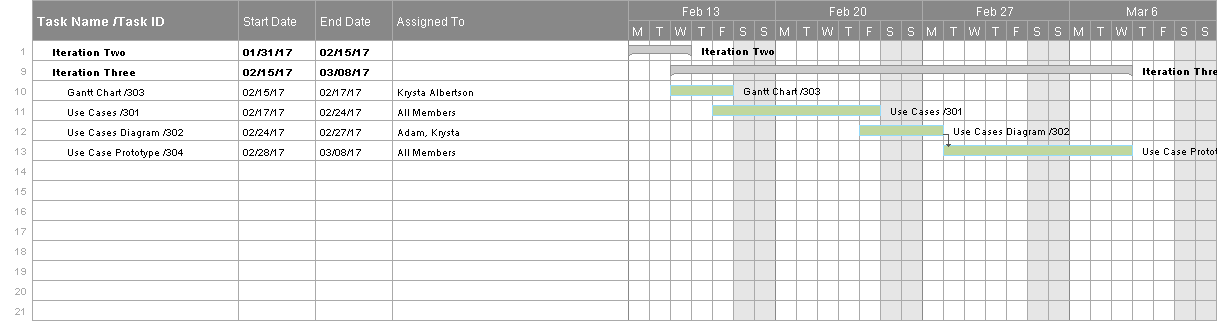 Task Name /Task ID Start Date End Date Assigned To Feb 13 Feb 20 Feb 27 Mar 6
M T W T F S S M T W T F S S M T W T F S S M T W T F S S
1 Iteration Two 01/31/17 02/15/17 Iteration Two
9 Iteration Three 02/15/17 03/08/17 Iteration Thre
10 Gantt Chart /303 02/15/17 02/17/17 Krysta Albertson Gantt Chart /303
11 Use Cases /301 02/17/17 02/24/17 All Members Use Cases /301
12 Use Cases Diagram /302 02/24/17 02/27/17 Adam, Krysta Use Cases Diagram /302
13 Use Case Prototype /304 02/28/17 03/08/17 All Members Use Case Protot
14
15
16
17
18
19
20
21